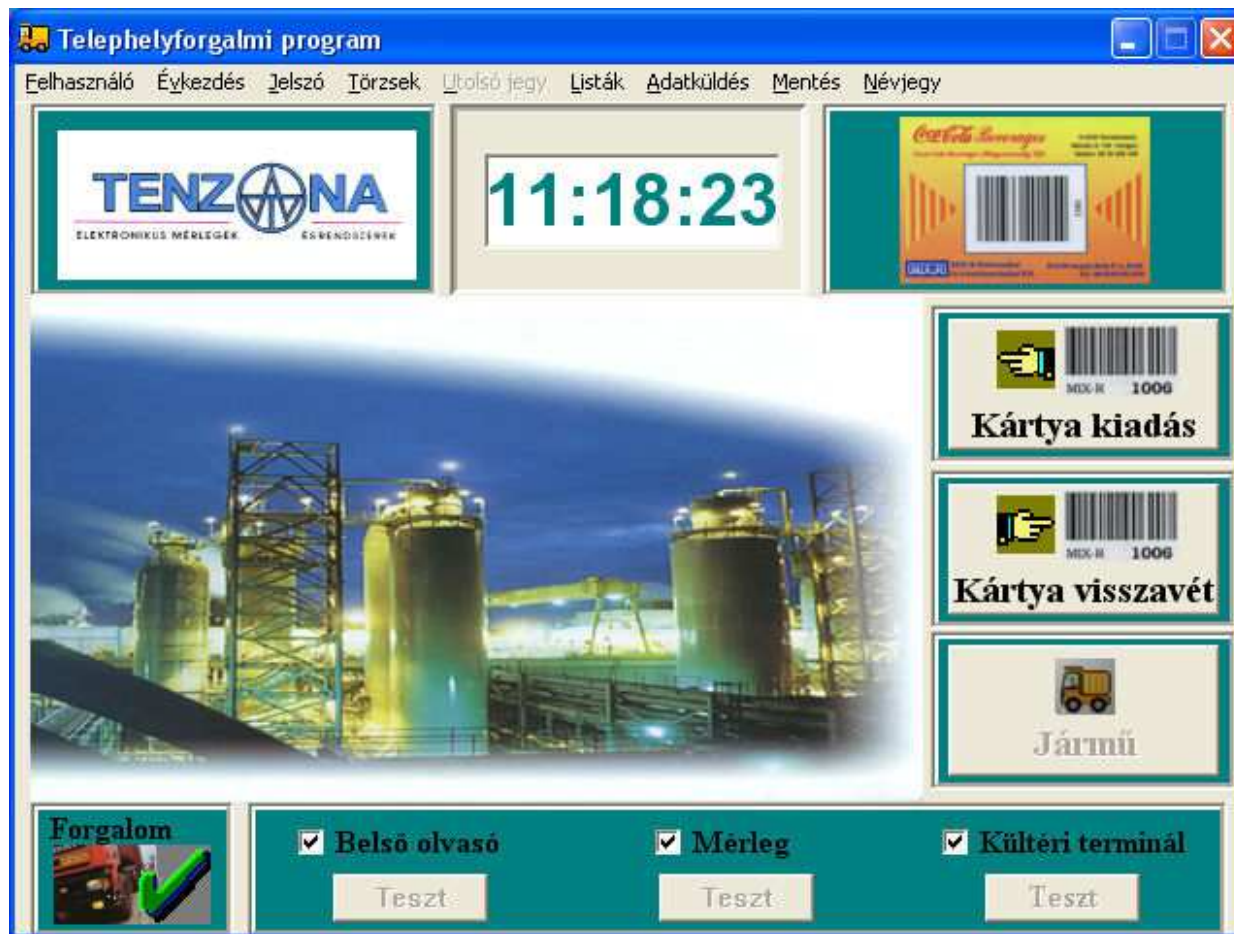 Telephelyforgalmi program
Felhasználó Évkezdés Jelszó Törzsek Utolsó jegy Listák Adatküldés Mentés Névjegy
TENZONA
ELEKTRONIKUS MÉRLEGEK ÉS RENDSZEREK
11:18:23
Coca-Cola Beverages
MIX-R 1006
Kártya kiadás
MIX-R 1006
Kártya visszavét
Jármű
Forgalom
Belső olvasó
Mérleg
Kültéri terminál
Teszt
Teszt
Teszt